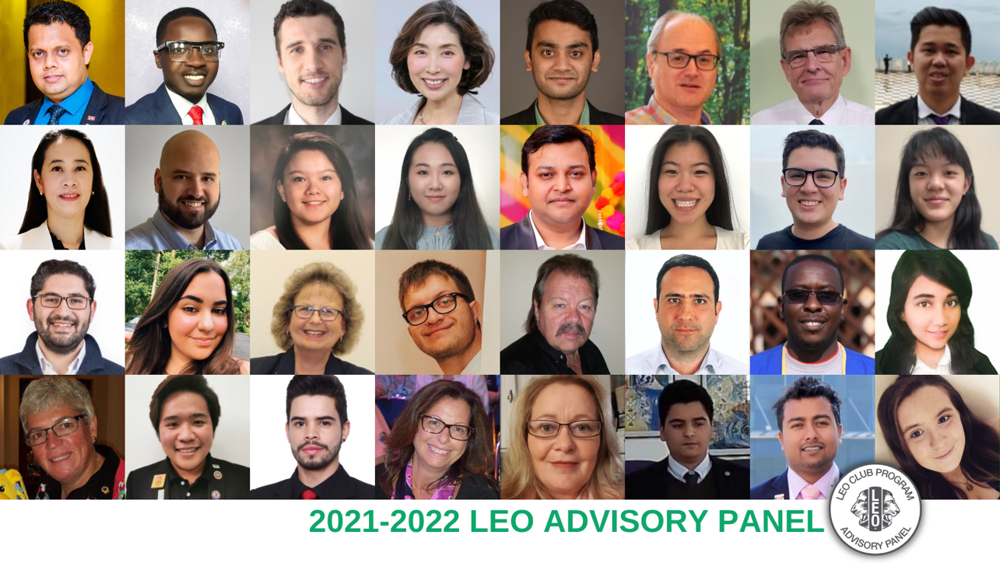 2021-2022 LEO ADVISORY PANEL
LEO CLUB PROGRAM
LEO
ADVISORY PANEL